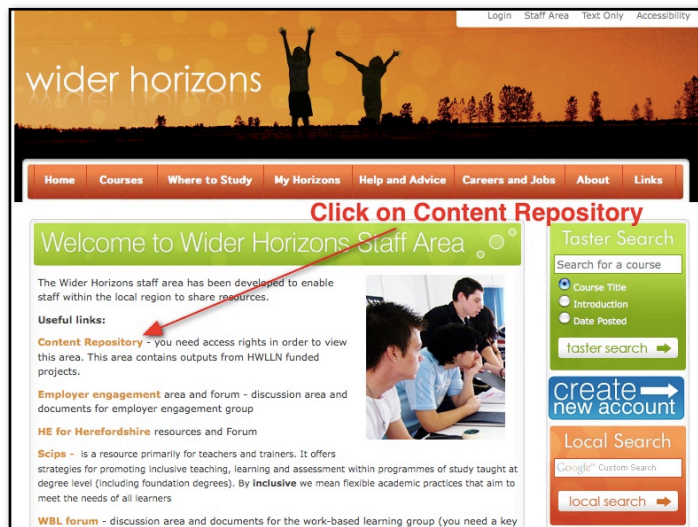 Login Staff Area Text Only Accessibility
wider horizons
Home Courses Where to Study My Horizons Help and Advice Careers and Jobs About Links
Click on Content Repository
Welcome to Wider Horizons Staff Area
The Wider Horizons staff area has been developed to enable
staff within the local region to share resources.
Useful links:
Content Repository - you need access rights in order to view
this area. This area contains outputs from HWLLN funded
projects.
Employer engagement area and forum - discussion area and
documents for employer engagement group
HE for Herefordshire resources and Forum
Scips - is a resource primarily for teachers and trainers. It offers
strategies for promoting inclusive teaching, learning and assessment within programmes of study taught at
degree level (including foundation degrees). By inclusive we mean flexible academic practices that aim to
meet the needs of all learners
WBL forum - discussion area and documents for the work-based learning group (you need a key
Taster Search
Search for a course
Course Title
Introduction
Date Posted
taster search
create
new account
Local Search
Google™ Custom Search
local search